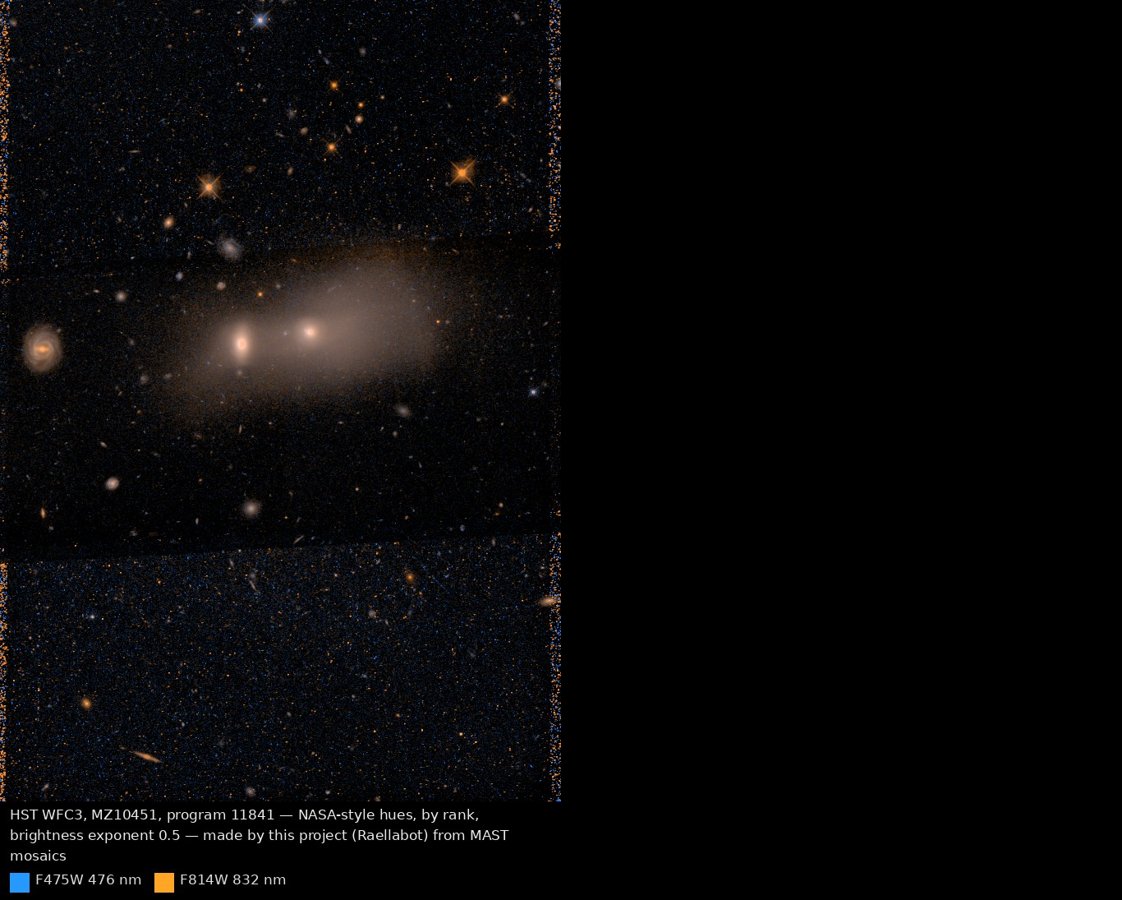 HST WFC3, MZ10451, program 11841 — NASA-style hues, by rank,
brightness exponent 0.5 — made by this project (Raellabot) from MAST
mosaics
F475W 476 nm F814W 832 nm